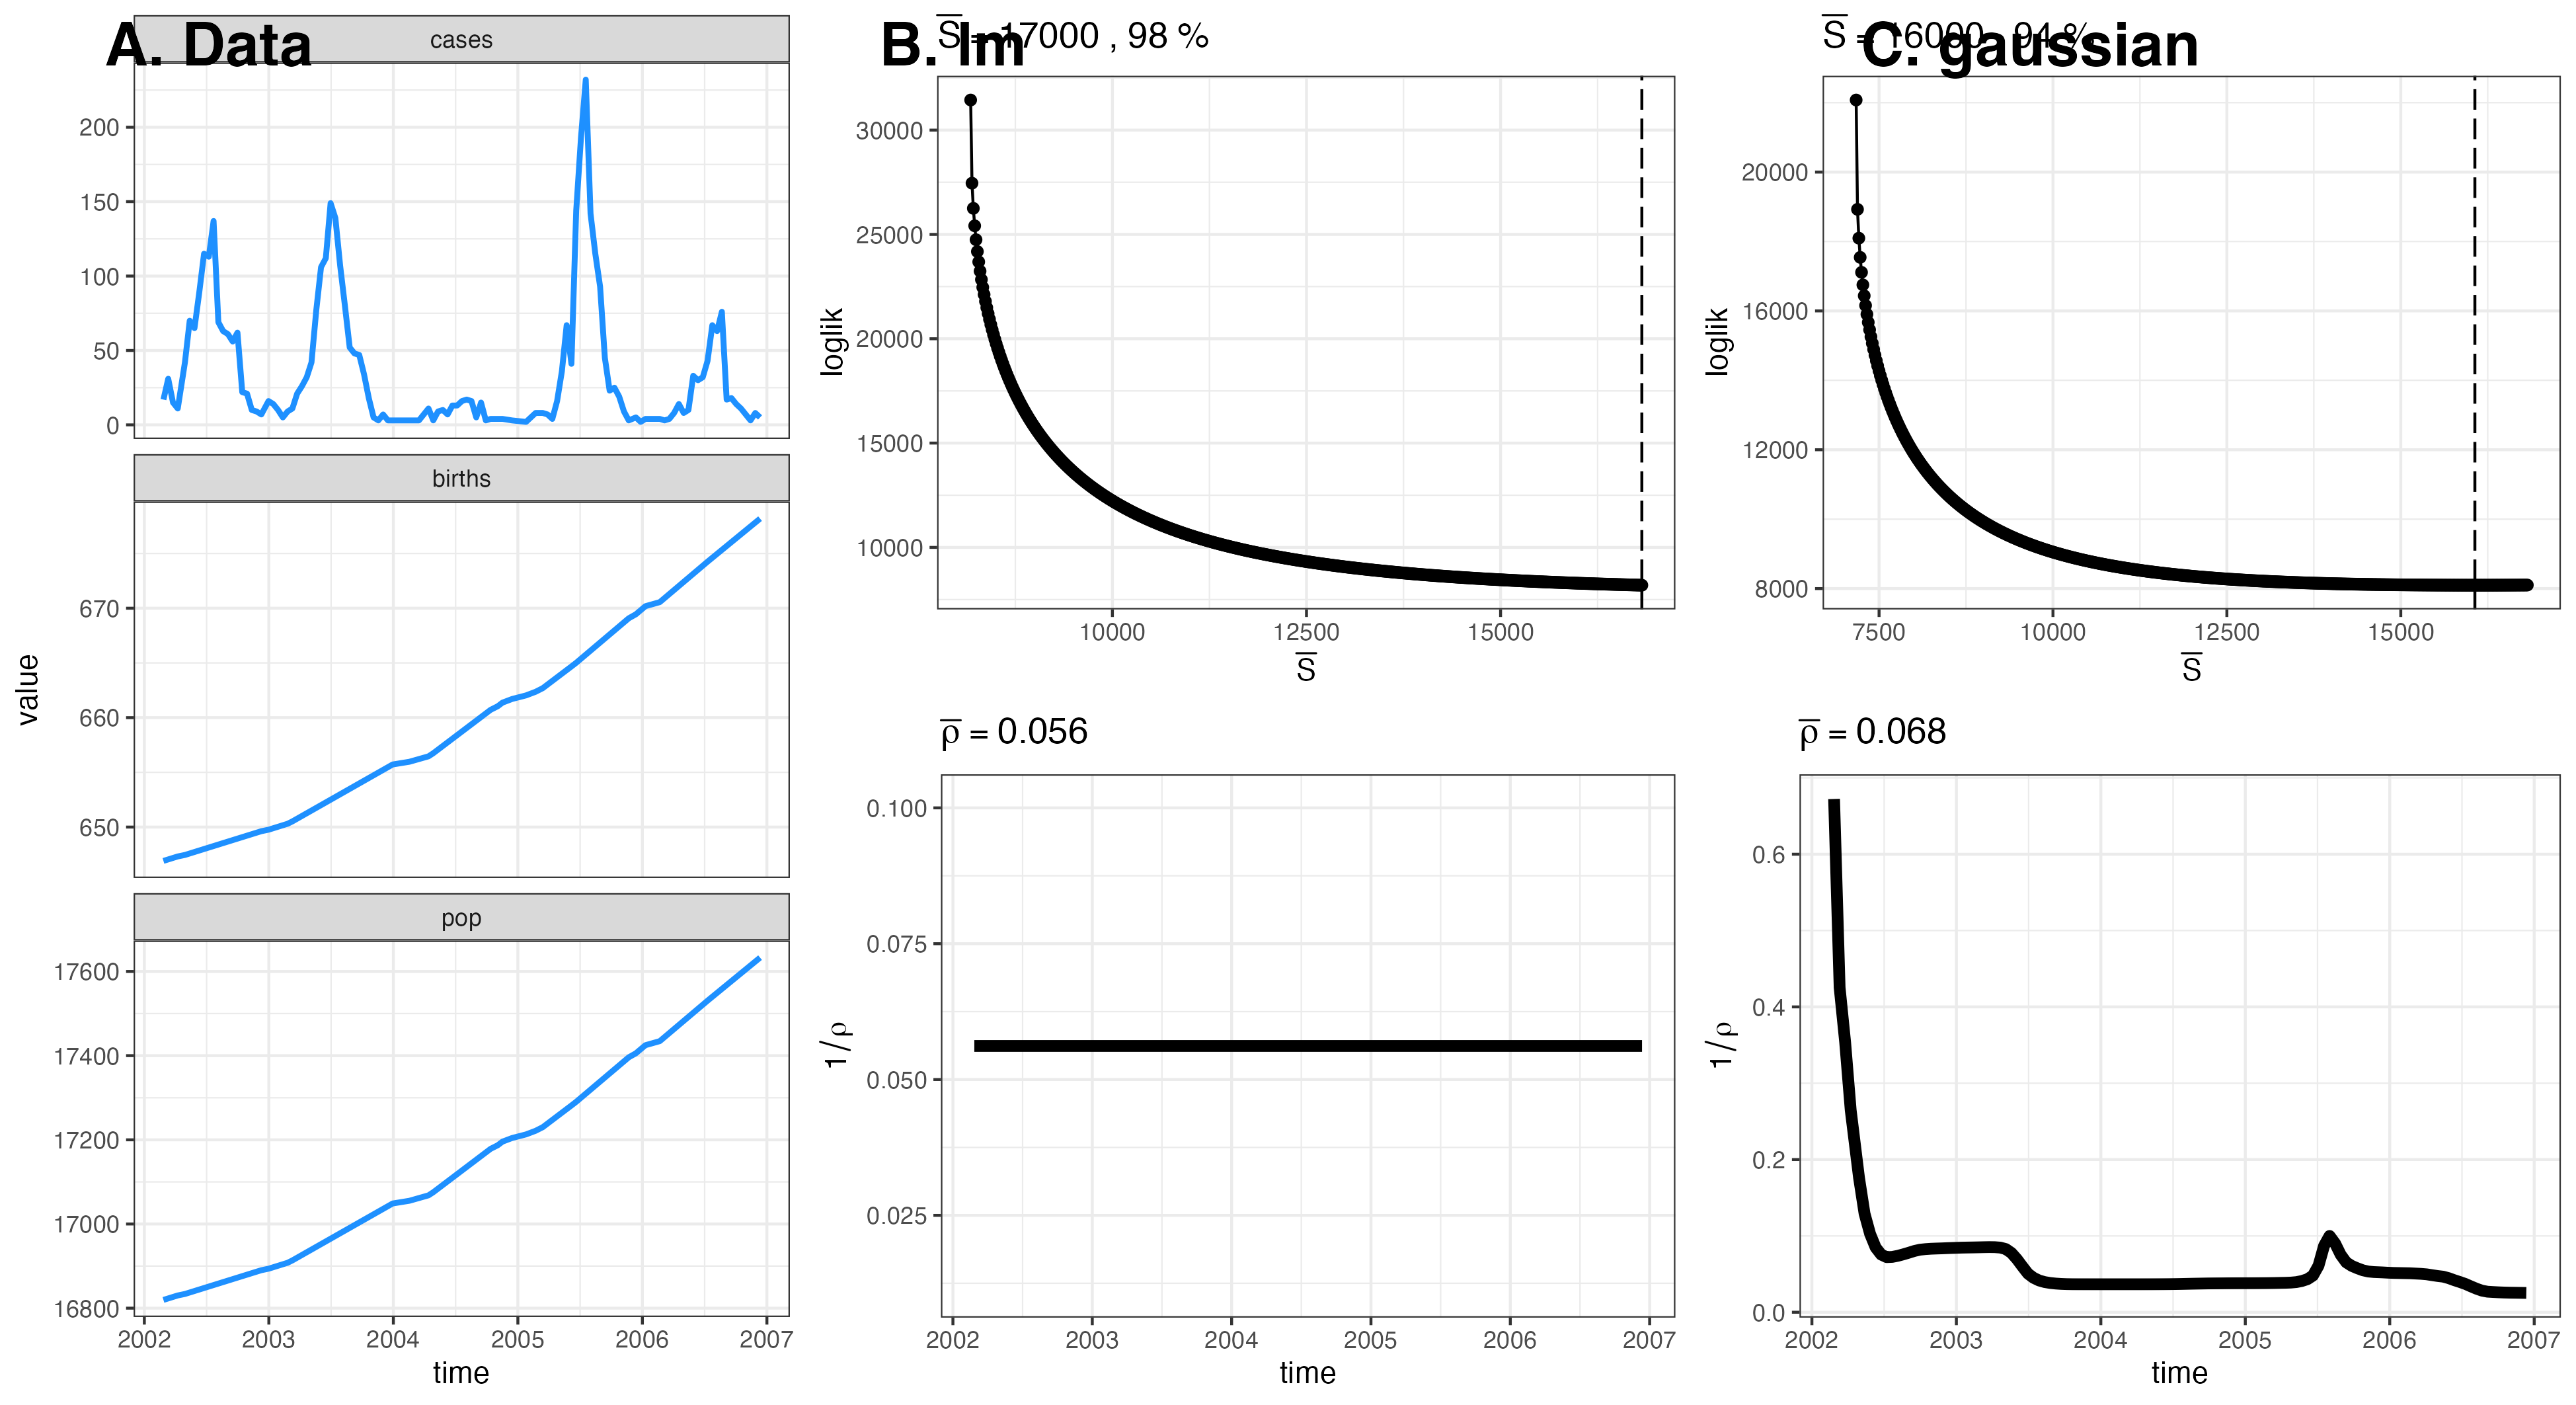 A. Data
cases
200
150
100
50
0
births
670
660
650
value
pop
17600
17400
17200
17000
16800
2002 2003 2004 2005 2006 2007
time
B. lm
S = 17000 , 98 %
30000
25000
20000
15000
10000
loglik
10000 12500 15000
S
ρ = 0.056
0.100
0.075
0.050
0.025
1/ρ
2002 2003 2004 2005 2006 2007
time
C. gaussian
S = 16000 , 94 %
20000
16000
12000
8000
loglik
7500 10000 12500 15000
S
ρ = 0.068
0.6
0.4
0.2
0.0
1/ρ
2002 2003 2004 2005 2006 2007
time